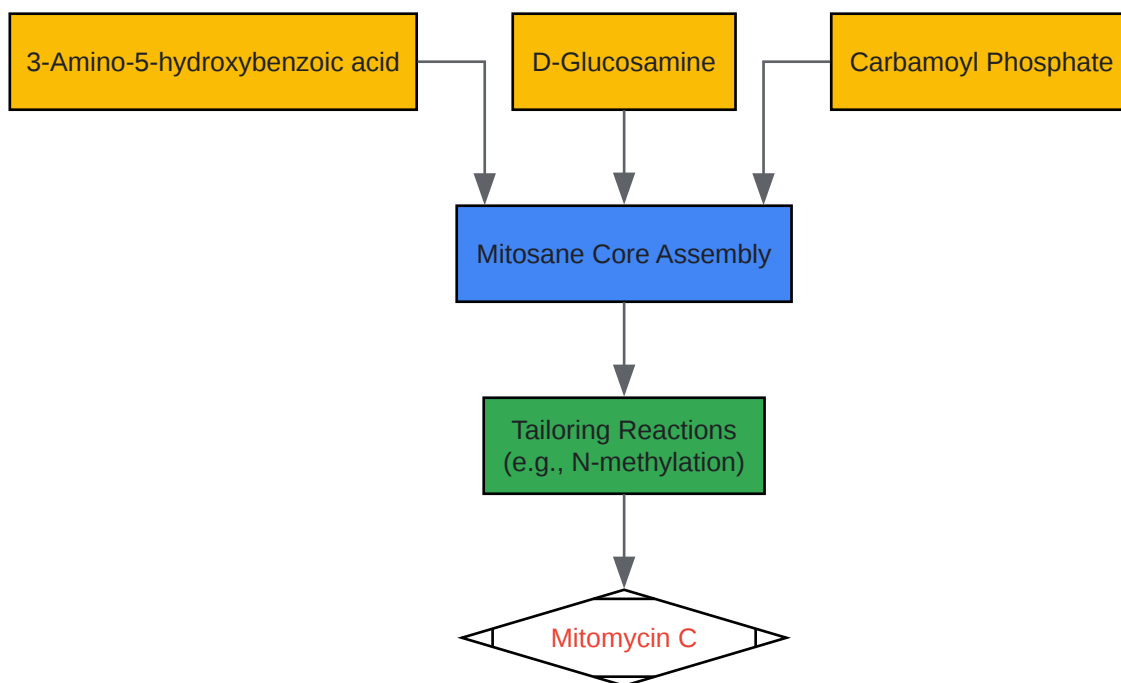 3-Amino-5-hydroxybenzoic acid
D-Glucosamine
Carbamoyl Phosphate
Mitosane Core Assembly
Tailoring Reactions
(e.g., N-methylation)
Mitomycin C